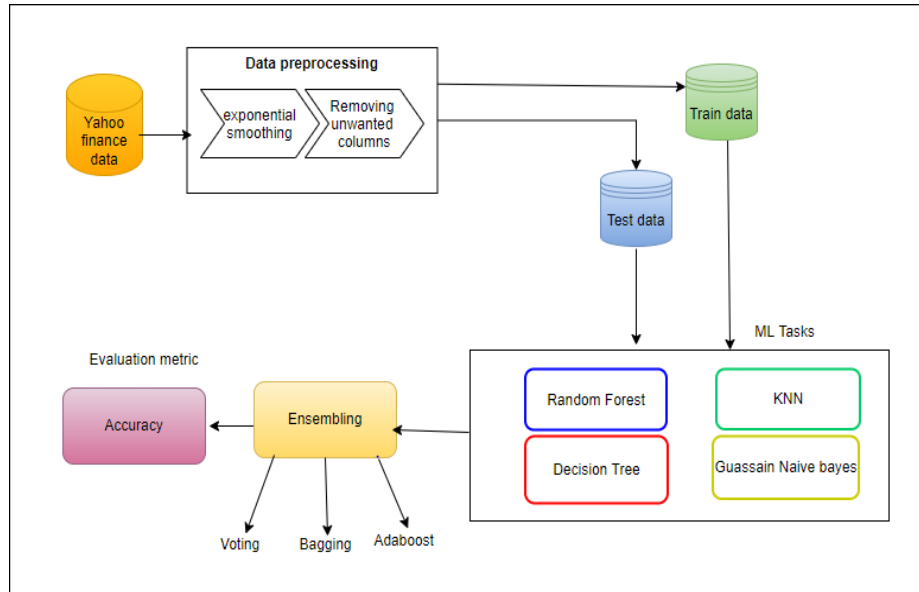 Data preprocessing
Yahoo
finance
data
exponential
smoothing
Removing
unwanted
columns
Train data
Test data
ML Tasks
Random Forest
KNN
Decision Tree
Guassain Naive bayes
Evaluation metric
Accuracy
Ensembling
Voting
Bagging
Adaboost